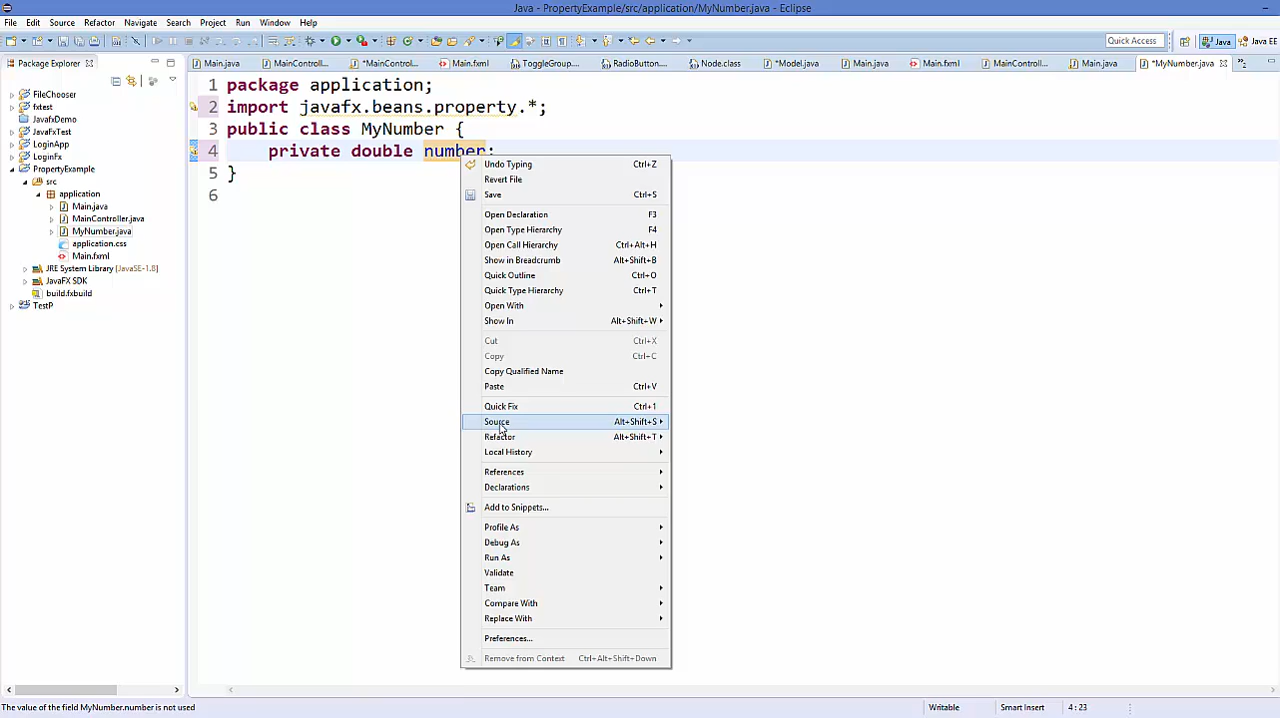 Java - PropertyExample/src/application/MyNumber.java - Eclipse
File Edit Source Refactor Navigate Search Project Run Window Help
Quick Access Java Java EE
Package Explorer
Main.java MainControll... *MainControl... Main.fxml ToggleGroup.... RadioButton.... Node.class *Model.java Main.java Main.fxml MainControll... Main.java *MyNumber.java
FileChooser
fxtest
JavafxDemo
JavaFxTest
LoginApp
LoginFx
PropertyExample
src
application
Main.java
MainController.java
MyNumber.java
application.css
Main.fxml
JRE System Library [JavaSE-1.8]
JavaFX SDK
build.fxbuild
TestP
1 package application;
2 import javafx.beans.property.*;
3 public class MyNumber {
4 private double number;
5 }
6
Undo Typing Ctrl+Z
Revert File
Save Ctrl+S
Open Declaration F3
Open Type Hierarchy F4
Open Call Hierarchy Ctrl+Alt+H
Show in Breadcrumb Alt+Shift+B
Quick Outline Ctrl+O
Quick Type Hierarchy Ctrl+T
Open With
Show In Alt+Shift+W
Cut Ctrl+X
Copy Ctrl+C
Copy Qualified Name
Paste Ctrl+V
Quick Fix Ctrl+1
Source Alt+Shift+S
Refactor Alt+Shift+T
Local History
References
Declarations
Add to Snippets...
Profile As
Debug As
Run As
Validate
Team
Compare With
Replace With
Preferences...
Remove from Context Ctrl+Alt+Shift+Down
The value of the field MyNumber.number is not used Writable Smart Insert 4 : 23